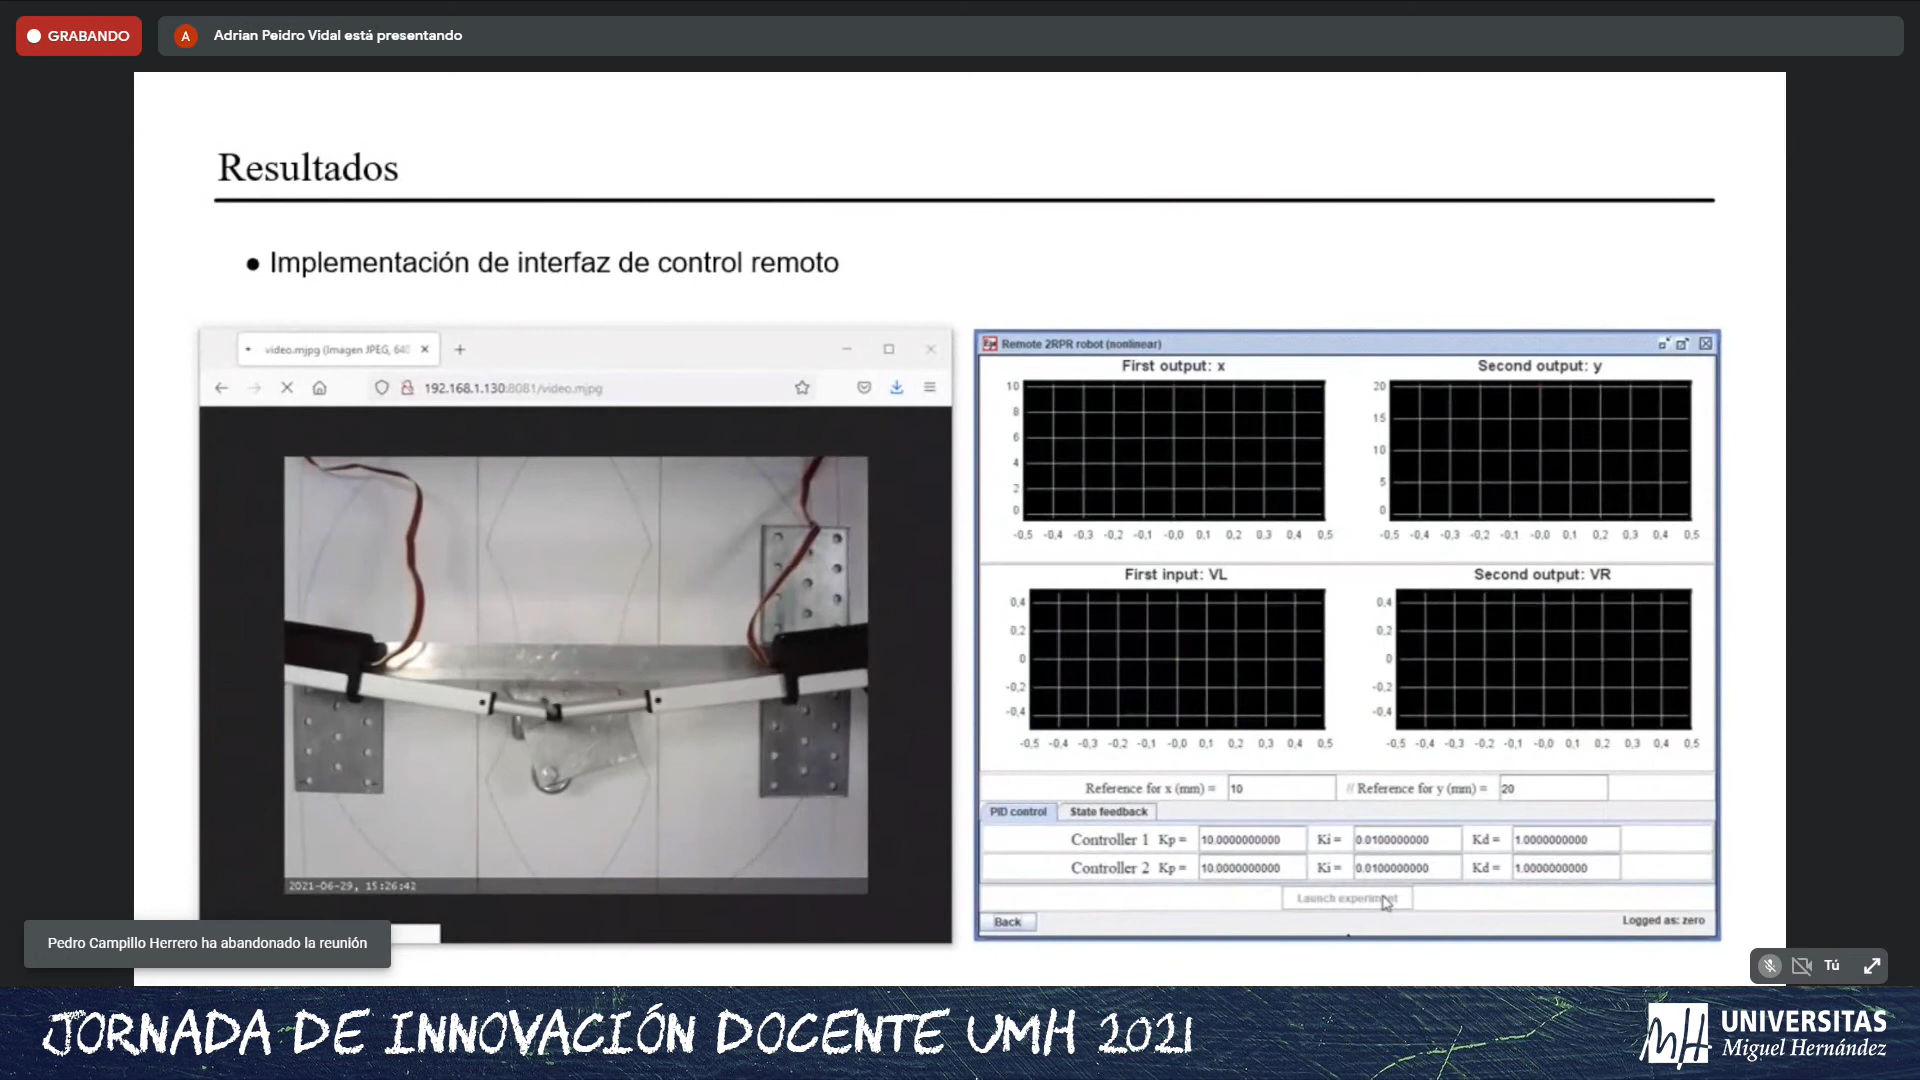 GRABANDO
A
Adrian Peidro Vidal está presentando
Resultados
● Implementación de interfaz de control remoto
video.mjpg (Imagen JPEG, 640
192.168.1.130:8081/video.mjpg
2021-06-29, 15:26:42
Remote 2RPR robot (nonlinear)
First output: x
10
8
6
4
2
0
-0,5 -0,4 -0,3 -0,2 -0,1 -0,0 0,1 0,2 0,3 0,4 0,5
Second output: y
20
15
10
5
0
-0,5 -0,4 -0,3 -0,2 -0,1 -0,0 0,1 0,2 0,3 0,4 0,5
First input: VL
0,4
0,2
0
-0,2
-0,4
-0,5 -0,4 -0,3 -0,2 -0,1 -0,0 0,1 0,2 0,3 0,4 0,5
Second output: VR
0,4
0,2
0
-0,2
-0,4
-0,5 -0,4 -0,3 -0,2 -0,1 -0,0 0,1 0,2 0,3 0,4 0,5
Reference for x (mm) = 10 // Reference for y (mm) = 20
PID control State feedback
Controller 1 Kp = 10.0000000000 Ki = 0.0100000000 Kd = 1.0000000000
Controller 2 Kp = 10.0000000000 Ki = 0.0100000000 Kd = 1.0000000000
Launch experiment
Back
Logged as: zero
Pedro Campillo Herrero ha abandonado la reunión
Tú
JORNADA DE INNOVACIÓN DOCENTE UMH 2021
UMH
UNIVERSITAS
Miguel Hernández